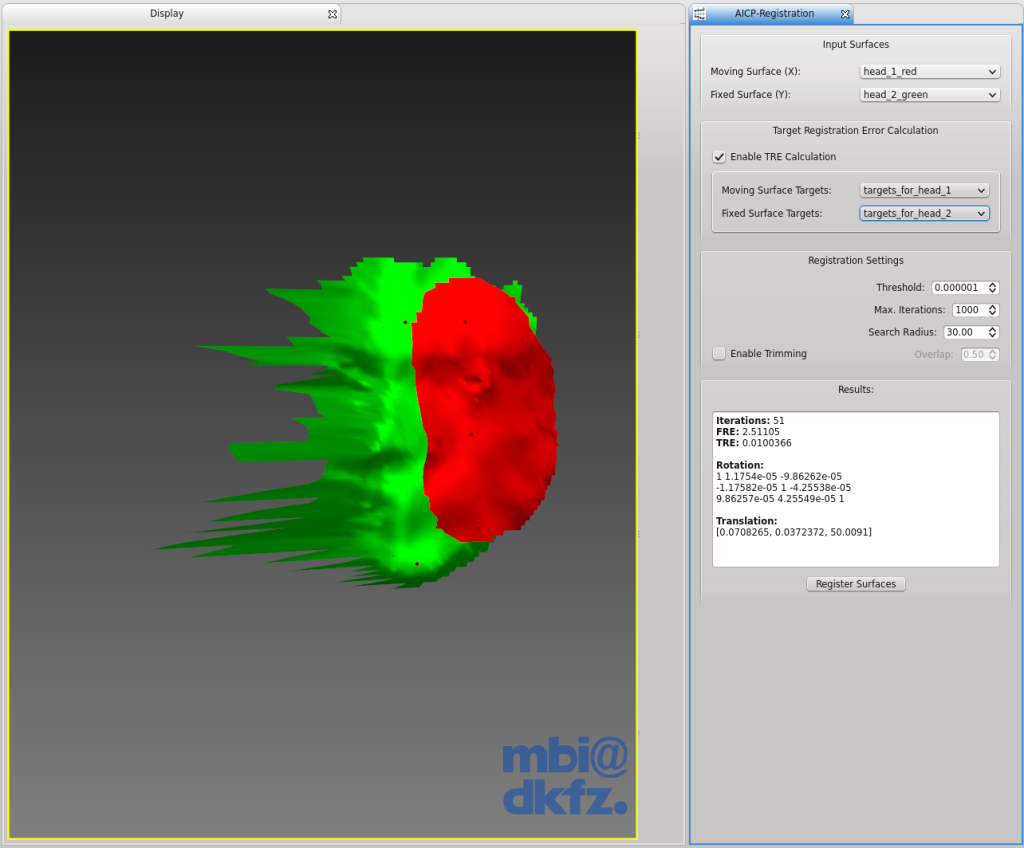 Display
AICP-Registration
Input Surfaces
Moving Surface (X): head_1_red
Fixed Surface (Y): head_2_green
Target Registration Error Calculation
Enable TRE Calculation
Moving Surface Targets: targets_for_head_1
Fixed Surface Targets: targets_for_head_2
Registration Settings
Threshold: 0.000001
Max. Iterations: 1000
Search Radius: 30.00
Enable Trimming Overlap: 0.50
Results:
Iterations: 51
FRE: 2.51105
TRE: 0.0100366
Rotation:
1 1.1754e-05 -9.86262e-05
-1.17582e-05 1 -4.25538e-05
9.86257e-05 4.25549e-05 1
Translation:
[0.0708265, 0.0372372, 50.0091]
Register Surfaces
mbi@
dkfz.